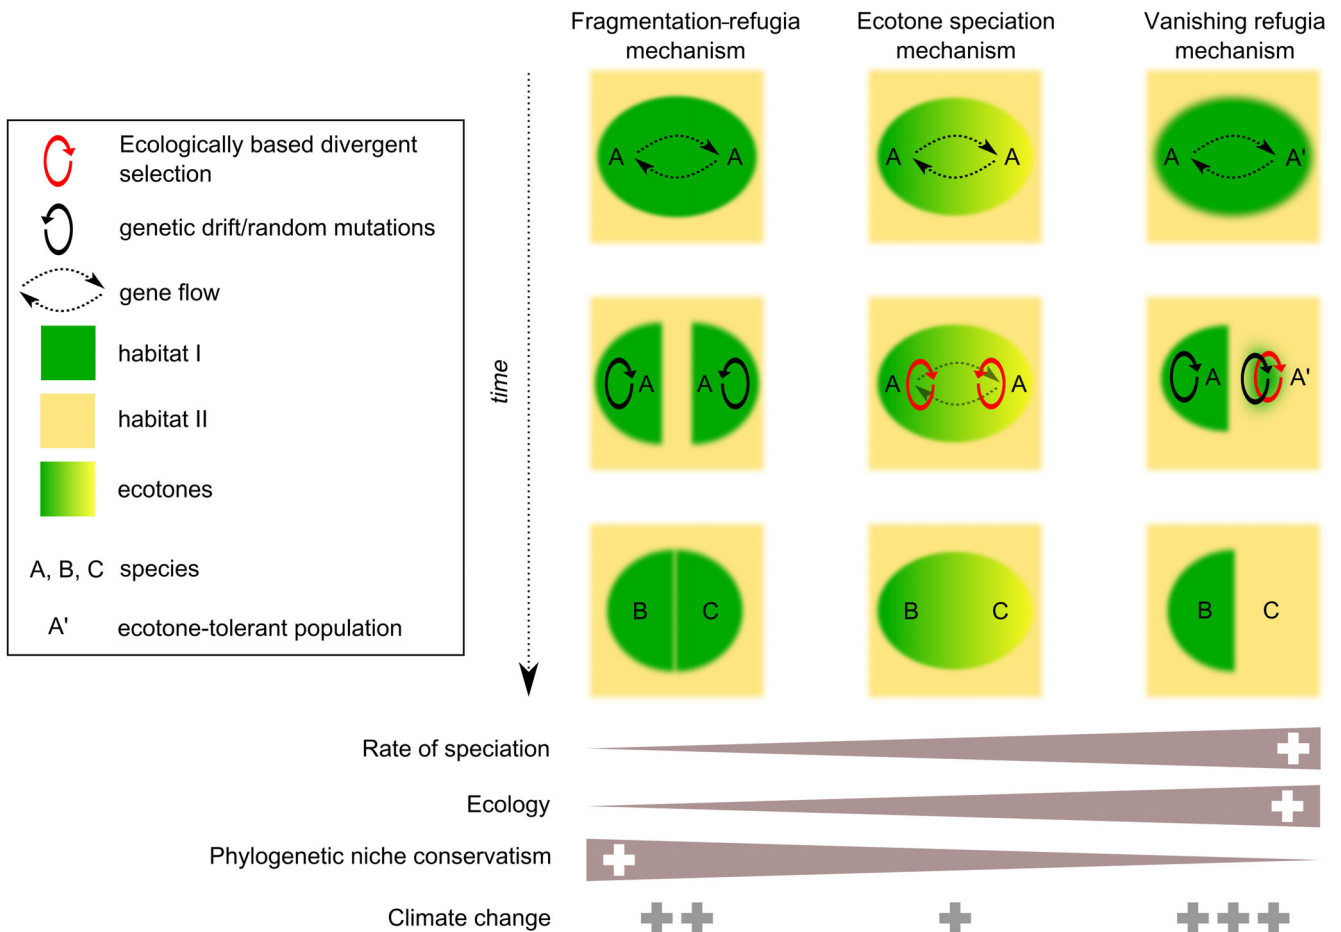 Fragmentation-refugia
mechanism
Ecotone speciation
mechanism
Vanishing refugia
mechanism
Ecologically based divergent
selection
genetic drift/random mutations
gene flow
habitat I
habitat II
ecotones
A, B, C species
A' ecotone-tolerant population
time
A A
A A
A A'
A A
A A
A A'
B C
B C
B C
Rate of speciation
Ecology
Phylogenetic niche conservatism
Climate change